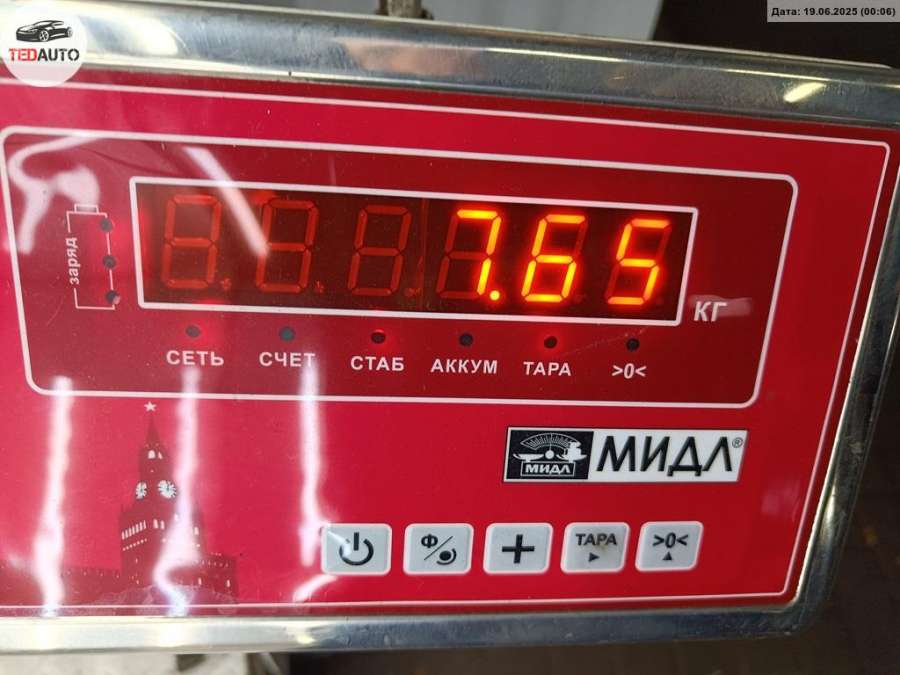 Дата: 19.06.2025 (00:06)
TEDAUTO
заряд
7.65
КГ
СЕТЬ СЧЕТ СТАБ АККУМ ТАРА >0<
МИДЛ МИДЛ®
Ф ТАРА >0<